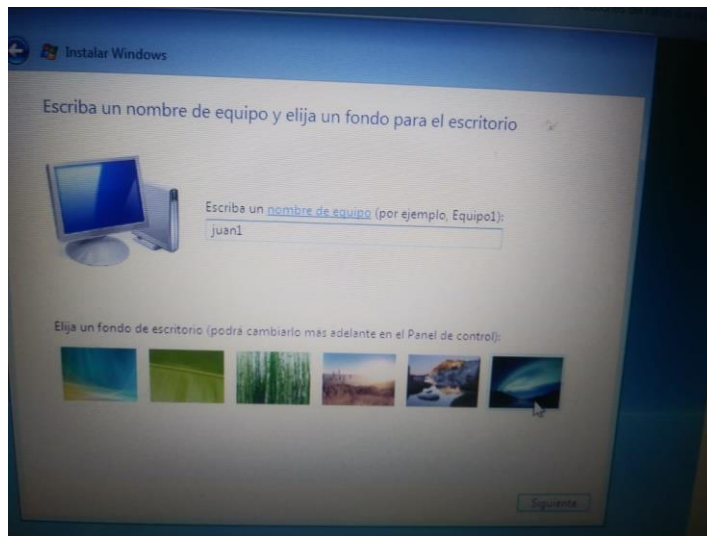 Instalar Windows
Escriba un nombre de equipo y elija un fondo para el escritorio
Escriba un nombre de equipo (por ejemplo, Equipo1):
juan1
Elija un fondo de escritorio (podrá cambiarlo más adelante en el Panel de control):
Siguiente